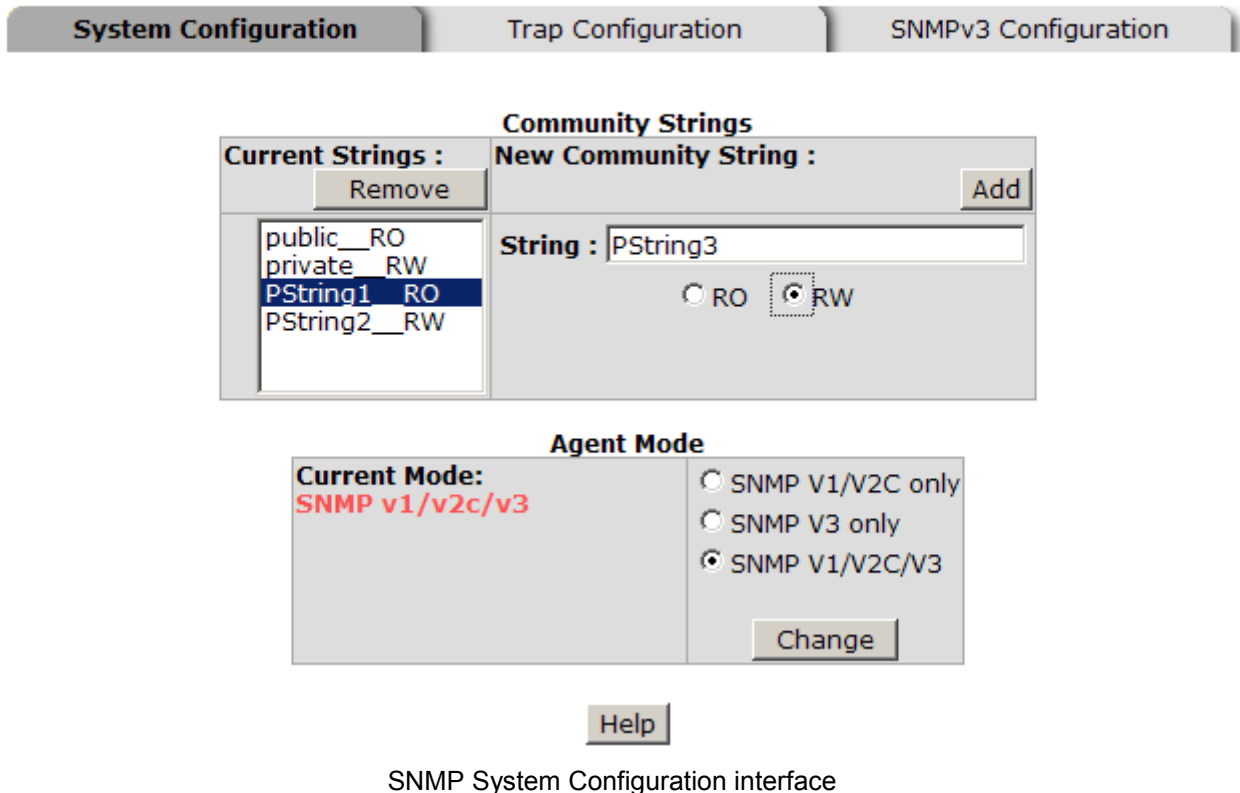 System Configuration
Trap Configuration
SNMPv3 Configuration
Community Strings
Current Strings :
Remove
New Community String :
Add
public__RO
private__RW
PString1__RO
PString2__RW
String : PString3
RO RW
Agent Mode
Current Mode:
SNMP v1/v2c/v3
SNMP V1/V2C only
SNMP V3 only
SNMP V1/V2C/V3
Change
Help
SNMP System Configuration interface